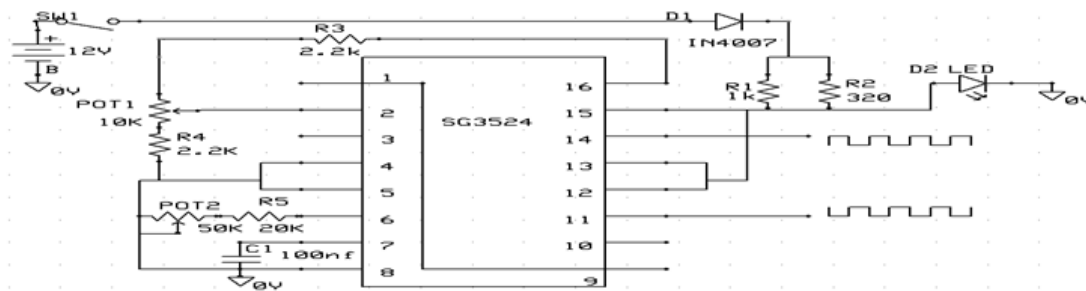 SW1
D1
R3
+
12V
2.2k
IN4007
B
0V
1
16
R1
1k
R2
320
D2 LED
0V
POT1
10K
2
SG3524
15
R4
2.2K
3
14
4
13
5
12
POT2
R5
50K
20K
6
11
C1
100nf
7
10
8
9
0V